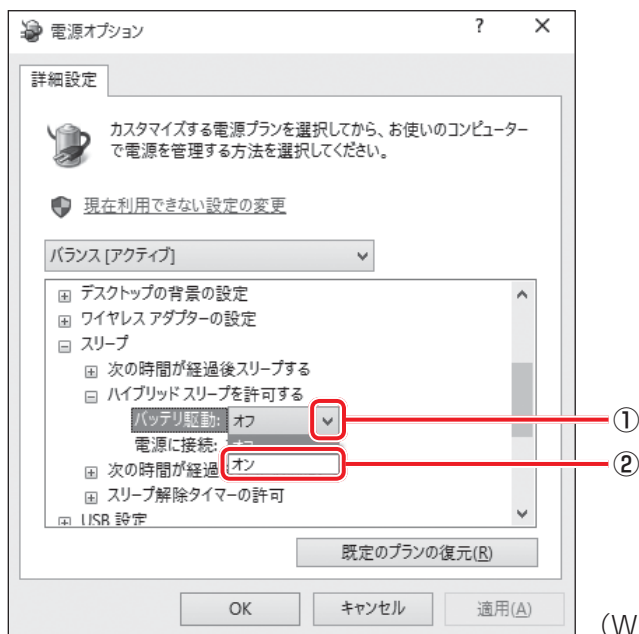 電源オプション ? ×
詳細設定
カスタマイズする電源プランを選択してから、お使いのコンピューター
で電源を管理する方法を選択してください。
現在利用できない設定の変更
バランス [アクティブ]
デスクトップの背景の設定
ワイヤレス アダプターの設定
スリープ
次の時間が経過後スリープする
ハイブリッド スリープを許可する
バッテリ駆動: オフ
①
電源に接続:
次の時間が経過
オン
②
スリープ解除タイマーの許可
USB 設定
既定のプランの復元(R)
OK キャンセル 適用(A)
(W